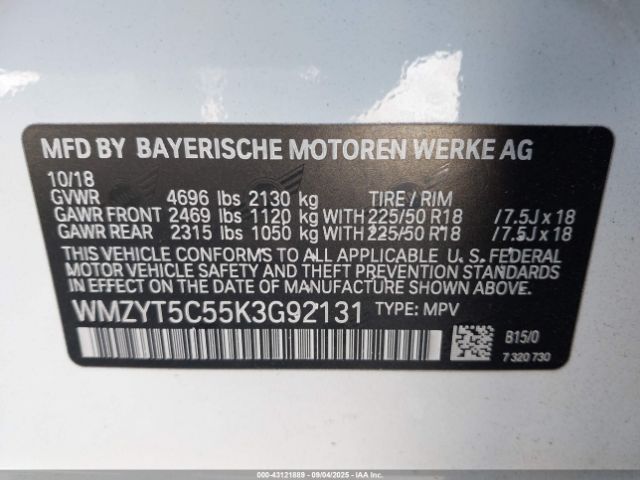 MFD BY BAYERISCHE MOTOREN WERKE AG
10/18
GVWR 4696 lbs 2130 kg TIRE / RIM
GAWR FRONT 2469 lbs 1120 kg WITH 225/50 R18 /7.5J x 18
GAWR REAR 2315 lbs 1050 kg WITH 225/50 R18 /7.5J x 18
THIS VEHICLE CONFORMS TO ALL APPLICABLE U.S. FEDERAL
MOTOR VEHICLE SAFETY AND THEFT PREVENTION STANDARDS
IN EFFECT ON THE DATE OF MANUFACTURE SHOWN ABOVE.
WMZYT5C55K3G92131 TYPE: MPV
B15/0
7 320 730
000-43121889 - 09/04/2025 - IAA Inc.